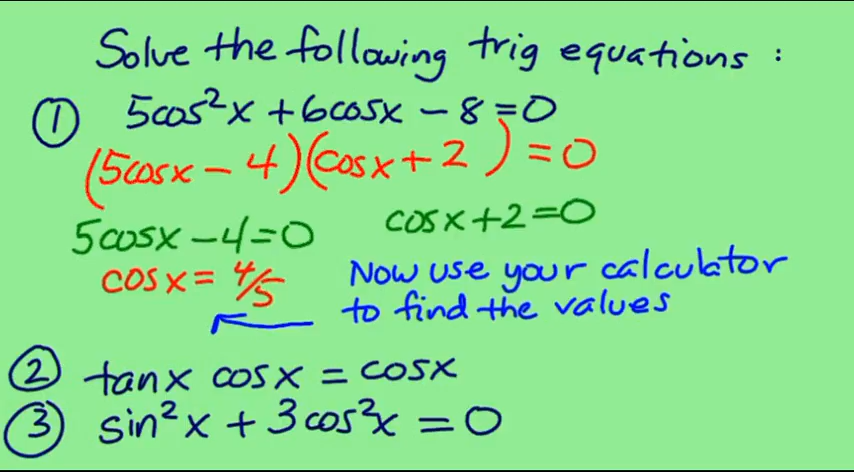 Solve the following trig equations :
① 5cos²x + 6cosx - 8 = 0
(5cosx - 4)(cosx + 2) = 0
5cosx - 4 = 0 cosx + 2 = 0
cosx = 4/5 Now use your calculator
to find the values
② tanx cosx = cosx
③ sin²x + 3cos²x = 0